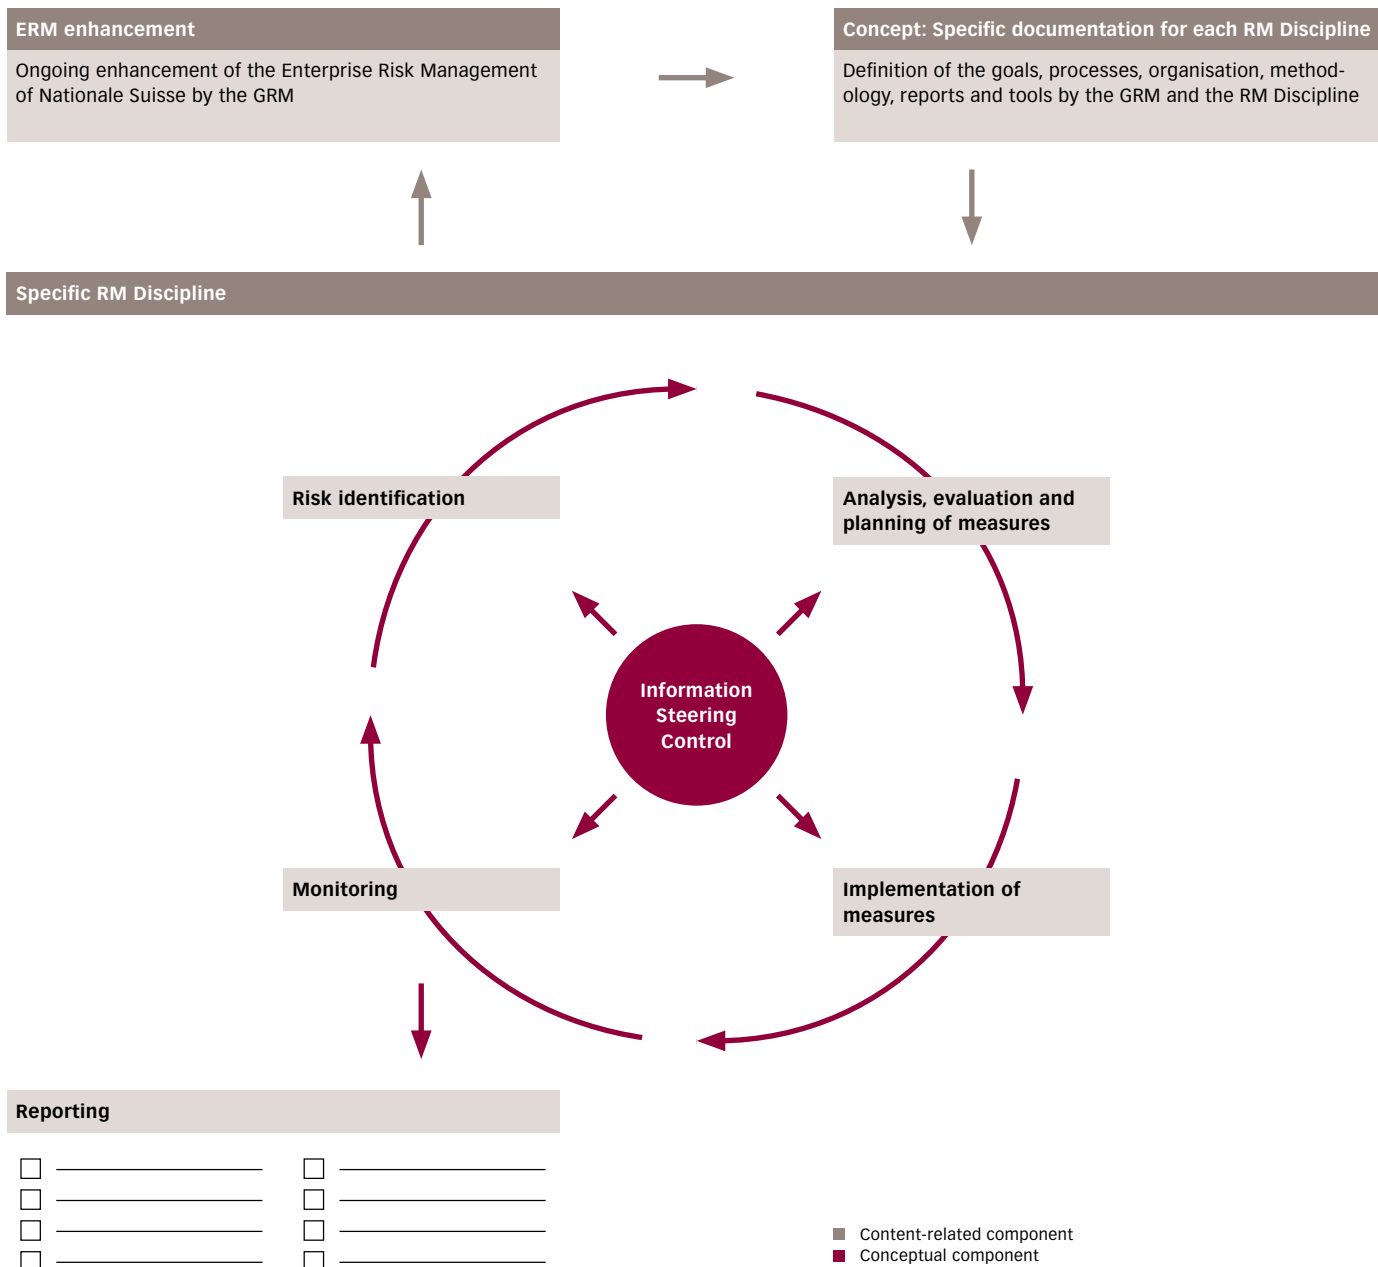 ERM enhancement
Ongoing enhancement of the Enterprise Risk Management
of Nationale Suisse by the GRM
Concept: Specific documentation for each RM Discipline
Definition of the goals, processes, organisation, method-
ology, reports and tools by the GRM and the RM Discipline
Specific RM Discipline
Risk identification
Analysis, evaluation and
planning of measures
Information
Steering
Control
Monitoring
Implementation of
measures
Reporting
Content-related component
Conceptual component